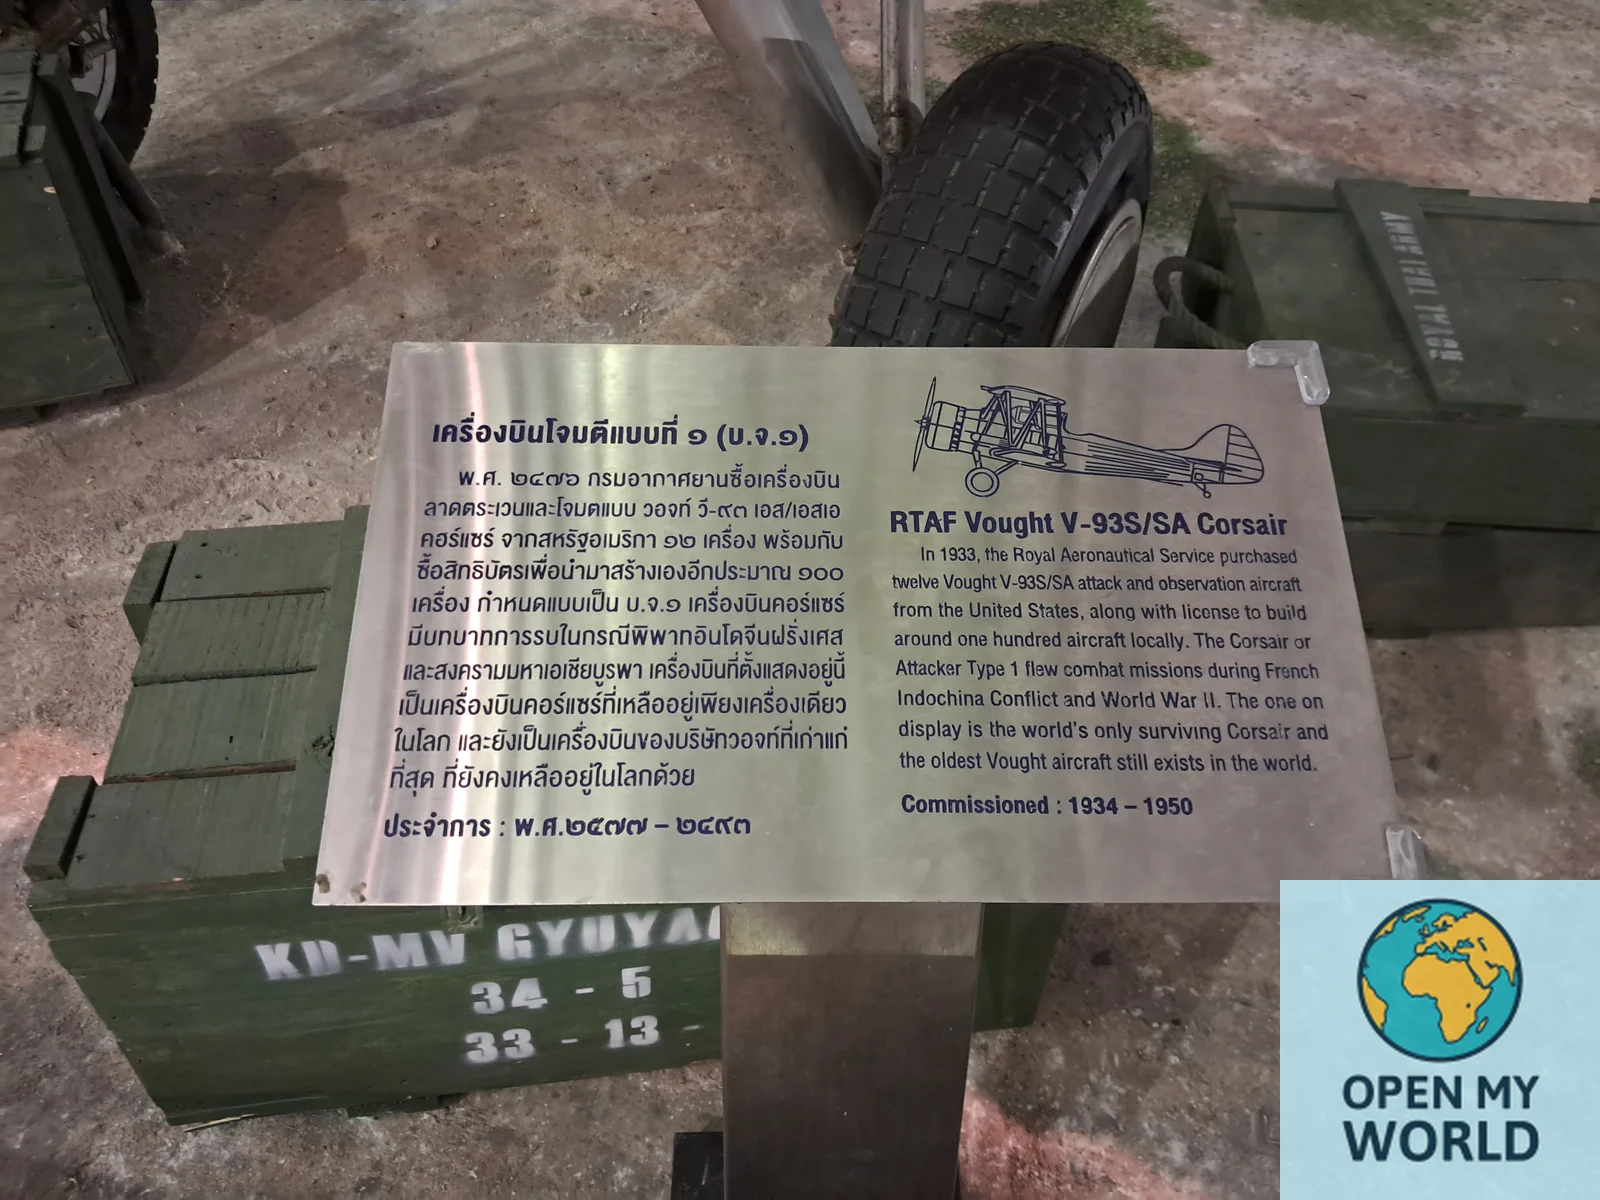 ROYAL THAI ARMY
เครื่องบินโจมตีแบบที่ ๑ (บ.จ.๑)
พ.ศ. ๒๔๗๖ กรมอากาศยานซื้อเครื่องบิน
ลาดตระเวนและโจมตแบบ วอจท์ วี-๙๓ เอส/เอสเอ
คอร์แซร์ จากสหรัฐอเมริกา ๑๒ เครื่อง พร้อมกับ
ซื้อสิทธิบัตรเพื่อนำมาสร้างเองอีกประมาณ ๑๐๐
เครื่อง กำหนดแบบเป็น บ.จ.๑ เครื่องบินคอร์แซร์
มีบทบาทการรบในกรณีพิพาทอินโดจีนฝรั่งเศส
และสงครามมหาเอเชียบูรพา เครื่องบินที่ตั้งแสดงอยู่นี้
เป็นเครื่องบินคอร์แซร์ที่เหลืออยู่เพียงเครื่องเดียว
ในโลก และยังเป็นเครื่องบินของบริษัทวอจท์ที่เก่าแก่
ที่สุด ที่ยังคงเหลืออยู่ในโลกด้วย
ประจำการ : พ.ศ.๒๕๗๗ – ๒๔๙๓
RTAF Vought V-93S/SA Corsair
In 1933, the Royal Aeronautical Service purchased
twelve Vought V-93S/SA attack and observation aircraft
from the United States, along with license to build
around one hundred aircraft locally. The Corsair or
Attacker Type 1 flew combat missions during French
Indochina Conflict and World War II. The one on
display is the world's only surviving Corsair and
the oldest Vought aircraft still exists in the world.
Commissioned : 1934 – 1950
KD-MV
34 - 5
33 - 13 -
OPEN MY
WORLD